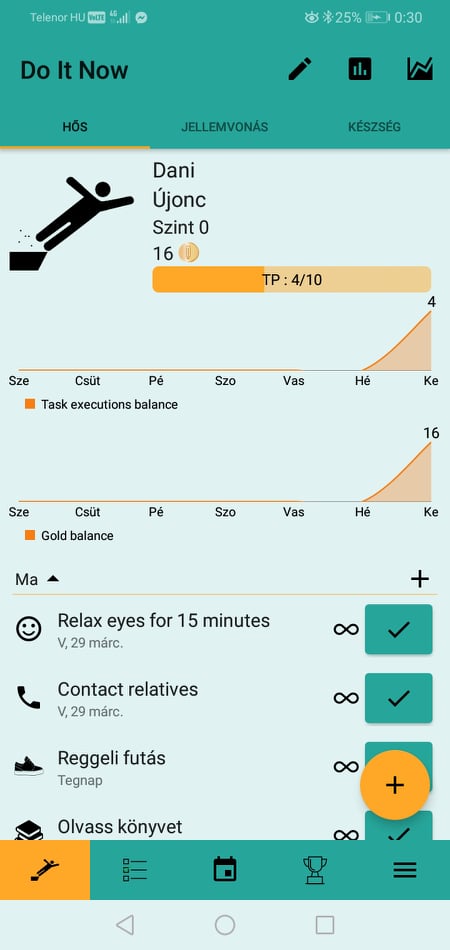 Telenor HU VoLTE 4G 25% 0:30
Do It Now
HŐS JELLEMVONÁS KÉSZSÉG
Dani
Újonc
Szint 0
16
TP : 4/10
4
Sze Csüt Pé Szo Vas Hé Ke
Task executions balance
16
Sze Csüt Pé Szo Vas Hé Ke
Gold balance
Ma
Relax eyes for 15 minutes
V, 29 márc.
Contact relatives
V, 29 márc.
Reggeli futás
Tegnap
Olvass könyvet